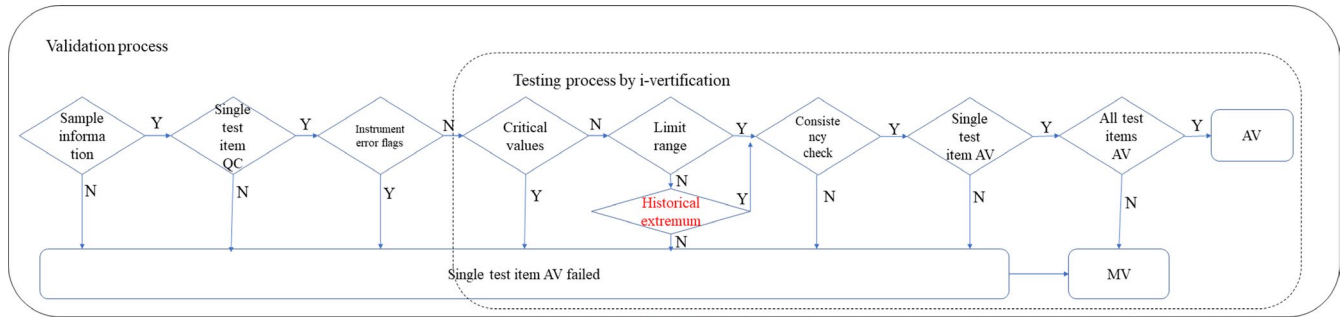 Validation process
Testing process by i-vertification
Sample
informa
tion
Y
Single
test
item
QC
Y
Instrument
error flags
N
Critical
values
N
Limit
range
Y
Consiste
ncy
check
Y
Single
test
item AV
Y
All test
items
AV
Y
AV
N
N
Y
Y
N
Historical
extremum
Y
N
N
N
N
Single test item AV failed
MV